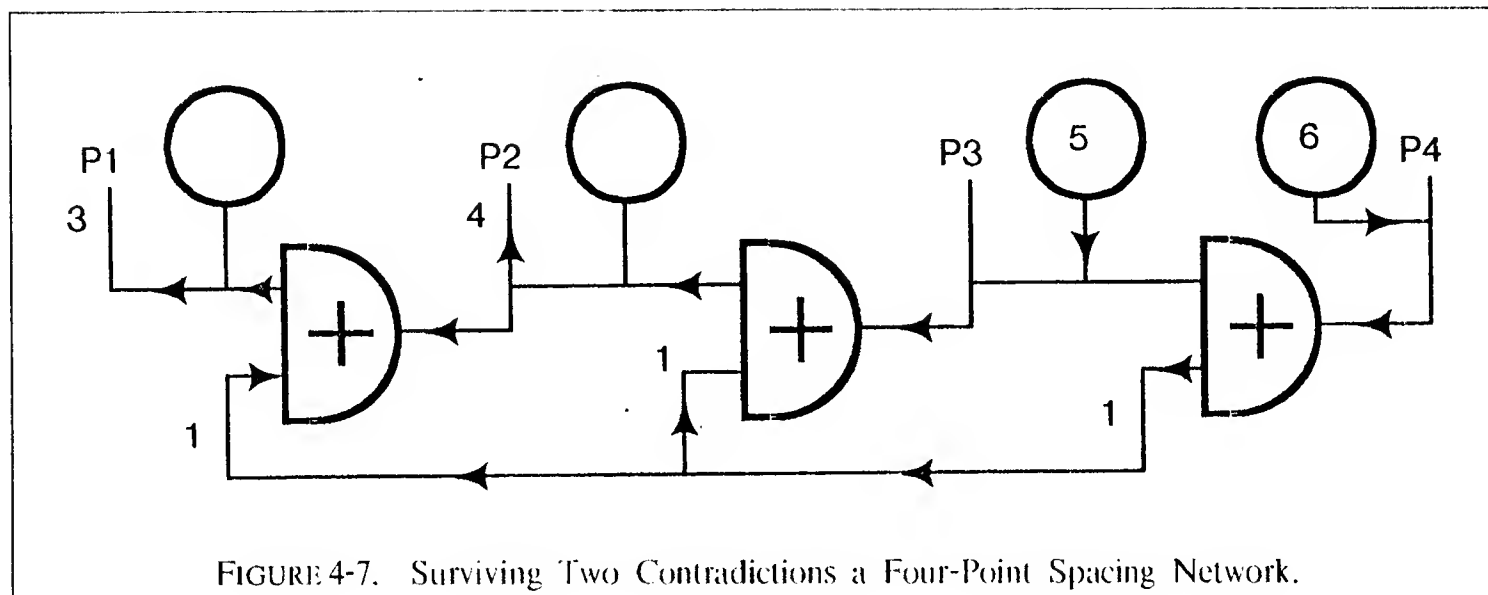 P1
3
P2
4
P3
5
6
P4
1
1
1
FIGURE 4-7. Surviving Two Contradictions a Four-Point Spacing Network.